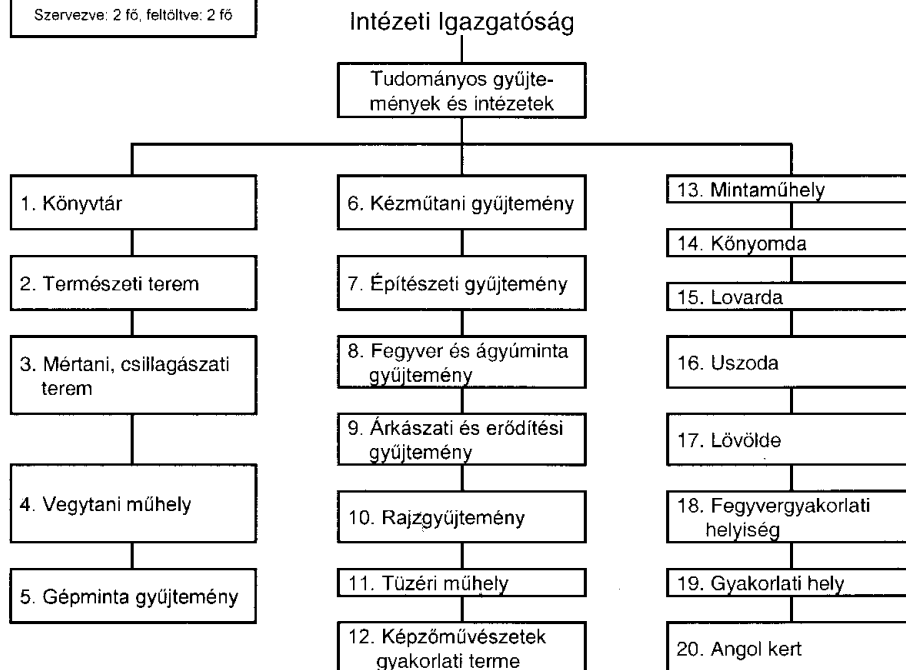 Szervezve: 2 fő, feltöltve: 2 fő
Intézeti Igazgatóság
Tudományos gyűjte-
mények és intézetek
1. Könyvtár
2. Természeti terem
3. Mértani, csillagászati
terem
4. Vegytani műhely
5. Gépminta gyűjtemény
6. Kézműtani gyűjtemény
7. Építészeti gyűjtemény
8. Fegyver és ágyúminta
gyűjtemény
9. Árkászati és erődítési
gyűjtemény
10. Rajzgyűjtemény
11. Tüzéri műhely
12. Képzőművészetek
gyakorlati terme
13. Mintaműhely
14. Kőnyomda
15. Lovarda
16. Uszoda
17. Lövölde
18. Fegyvergyakorlati
helyiség
19. Gyakorlati hely
20. Angol kert